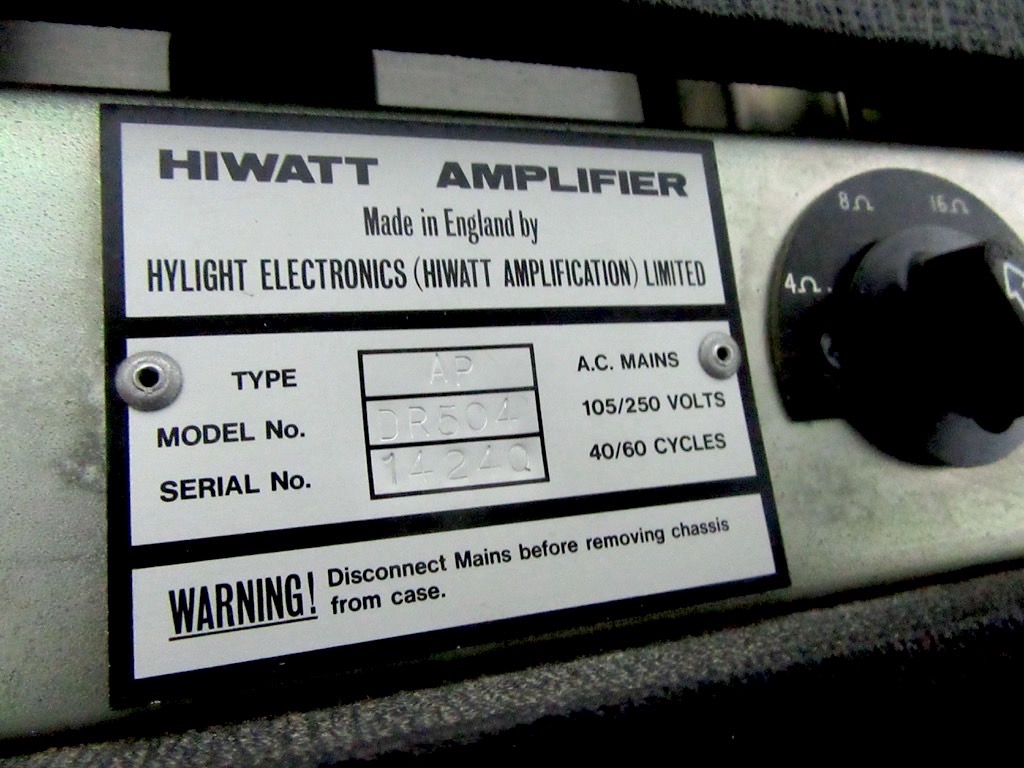 HIWATT AMPLIFIER
Made in England by
HYLIGHT ELECTRONICS (HIWATT AMPLIFICATION) LIMITED
TYPE AP
MODEL No. DR504
SERIAL No. 1424Q
A.C. MAINS
105/250 VOLTS
40/60 CYCLES
WARNING! Disconnect Mains before removing chassis
from case.
4Ω
8Ω
16Ω